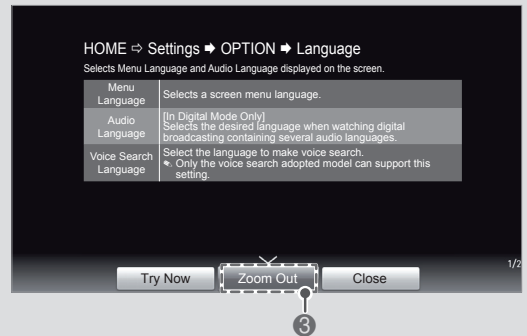 HOME ⇨ Settings ➡ OPTION ➡ Language
Selects Menu Language and Audio Language displayed on the screen.
Menu
Language
Selects a screen menu language.
Audio
Language
[In Digital Mode Only]
Selects the desired language when watching digital
broadcasting containing several audio languages.
Voice Search
Language
Select the language to make voice search.
Only the voice search adopted model can support this
setting.
1/2
Try Now
Zoom Out
Close
3